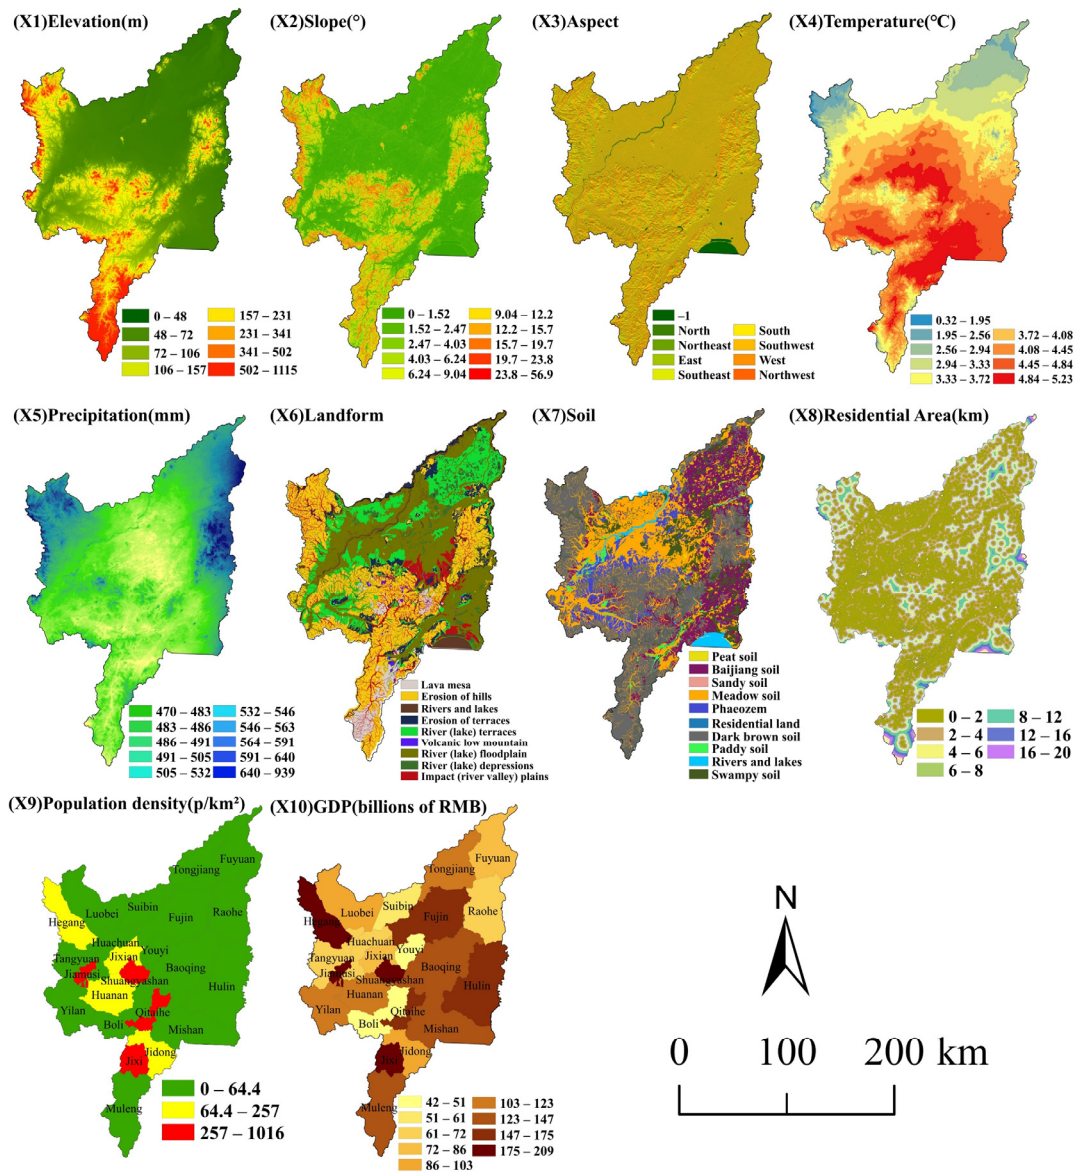 (X1)Elevation(m)
0 – 48
48 – 72
72 – 106
106 – 157
157 – 231
231 – 341
341 – 502
502 – 1115
(X2)Slope(°)
0 – 1.52
1.52 – 2.47
2.47 – 4.03
4.03 – 6.24
6.24 – 9.04
9.04 – 12.2
12.2 – 15.7
15.7 – 19.7
19.7 – 23.8
23.8 – 56.9
(X3)Aspect
–1
North
Northeast
East
Southeast
South
Southwest
West
Northwest
(X4)Temperature(°C)
0.32 – 1.95
1.95 – 2.56
2.56 – 2.94
2.94 – 3.33
3.33 – 3.72
3.72 – 4.08
4.08 – 4.45
4.45 – 4.84
4.84 – 5.23
(X5)Precipitation(mm)
470 – 483
483 – 486
486 – 491
491 – 505
505 – 532
532 – 546
546 – 563
564 – 591
591 – 640
640 – 939
(X6)Landform
Lava mesa
Erosion of hills
Rivers and lakes
Erosion of terraces
River (lake) terraces
Volcanic low mountain
River (lake) floodplain
River (lake) depressions
Impact (river valley) plains
(X7)Soil
Peat soil
Baijiang soil
Sandy soil
Meadow soil
Phaeozem
Residential land
Dark brown soil
Paddy soil
Rivers and lakes
Swampy soil
(X8)Residential Area(km)
0 – 2
2 – 4
4 – 6
6 – 8
8 – 12
12 – 16
16 – 20
(X9)Population density(p/km²)
Fuyuan
Tongjiang
Suibin
Luobei
Fujin
Raohe
Hegang
Huachuan
Youyi
Jixian
Tangyuan
Jiamusi
Baoqing
Shuangyashan
Hulin
Huanan
Yilan
Qitaihe
Boli
Mishan
Jidong
Jixi
Muleng
0 – 64.4
64.4 – 257
257 – 1016
(X10)GDP(billions of RMB)
Fuyuan
Tongjiang
Suibin
Luobei
Fujin
Raohe
Hegang
Huachuan
Youyi
Jixian
Tangyuan
Jiamusi
Baoqing
Shuangyashan
Hulin
Huanan
Yilan
Qitaihe
Boli
Mishan
Jidong
Jixi
Muleng
42 – 51
51 – 61
61 – 72
72 – 86
86 – 103
103 – 123
123 – 147
147 – 175
175 – 209
N
0 100 200 km